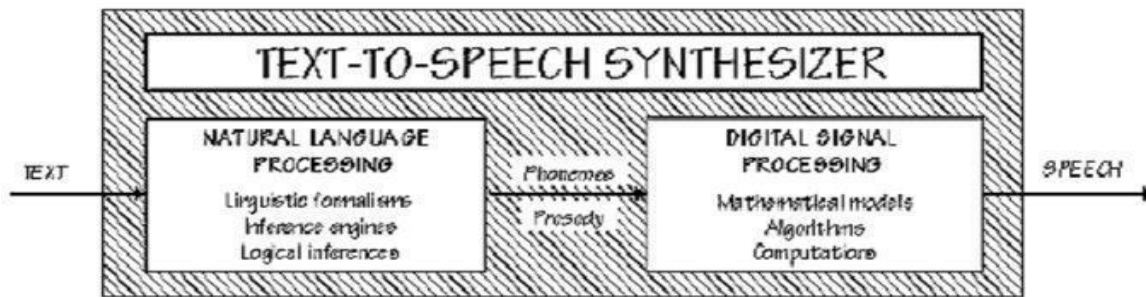 TEXT-TO-SPEECH SYNTHESIZER
TEXT
NATURAL LANGUAGE
PROCESSING
Linguistic formalisms
Inference engines
Logical inferences
Phonemes
Prosody
DIGITAL SIGNAL
PROCESSING
Mathematical models
Algorithms
Computations
SPEECH